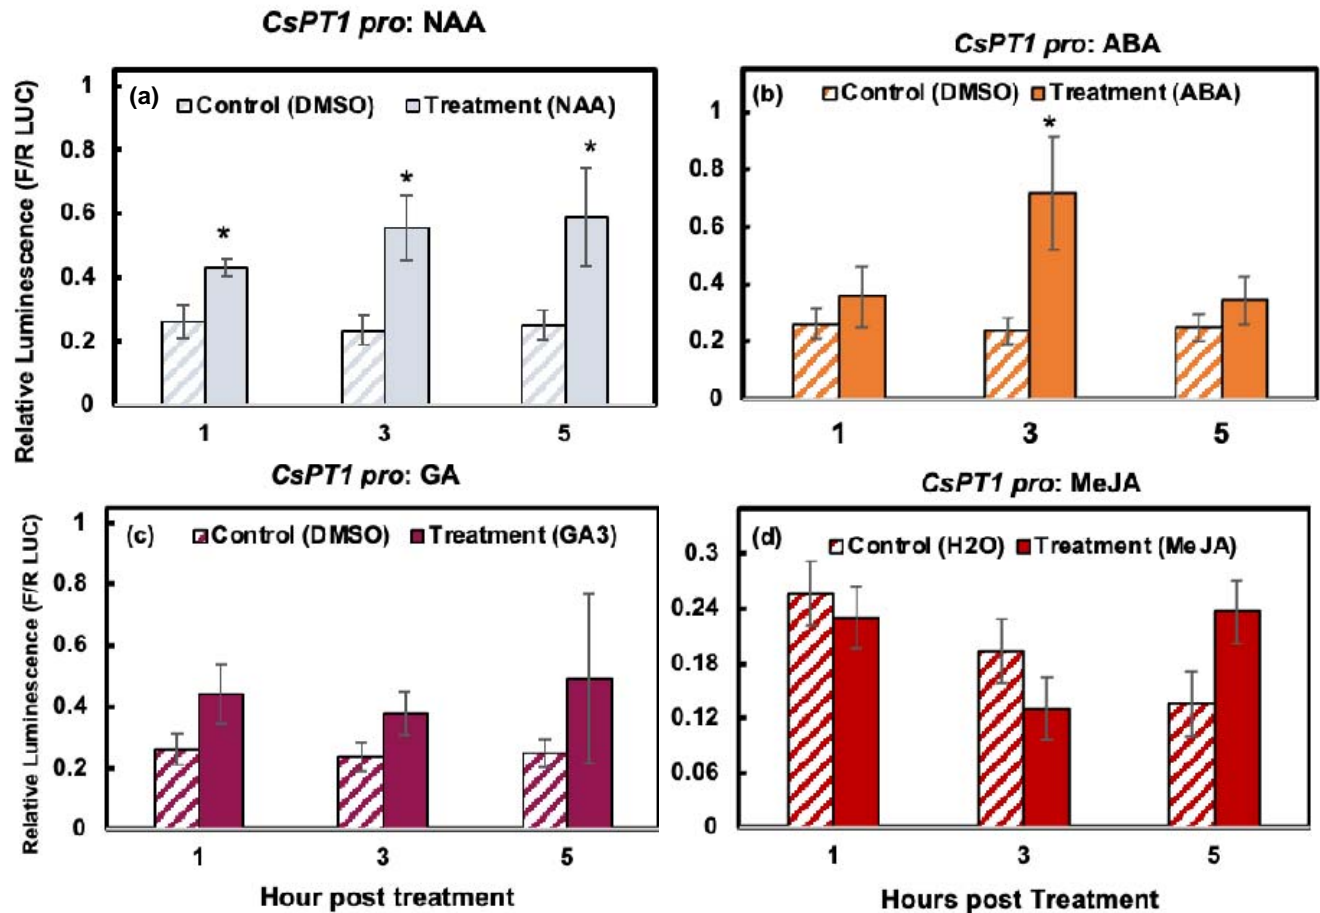 CsPT1 pro: NAA
Relative Luminescence (F/R LUC)
(a)
Control (DMSO) Treatment (NAA)
1
0.8
0.6
0.4
0.2
0
* * *
1 3 5
CsPT1 pro: ABA
(b)
Control (DMSO) Treatment (ABA)
1
0.8
0.6
0.4
0.2
0
*
1 3 5
CsPT1 pro: GA
Relative Luminescence (F/R LUC)
(c)
Control (DMSO) Treatment (GA3)
1
0.8
0.6
0.4
0.2
0
1 3 5
Hour post treatment
CsPT1 pro: MeJA
(d)
Control (H2O) Treatment (MeJA)
0.3
0.24
0.18
0.12
0.06
0
1 3 5
Hours post Treatment